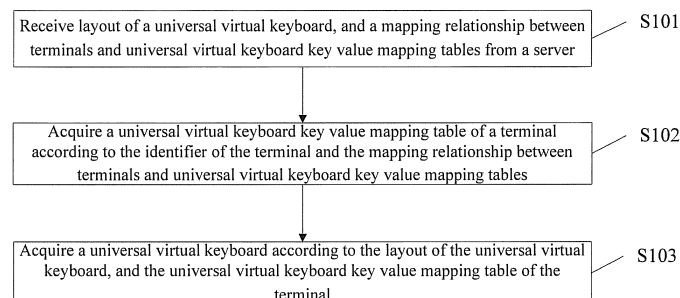 Receive layout of a universal virtual keyboard, and a mapping relationship between
terminals and universal virtual keyboard key value mapping tables from a server
S101
Acquire a universal virtual keyboard key value mapping table of a terminal
according to the identifier of the terminal and the mapping relationship between
terminals and universal virtual keyboard key value mapping tables
S102
Acquire a universal virtual keyboard according to the layout of the universal virtual
keyboard, and the universal virtual keyboard key value mapping table of the
terminal
S103